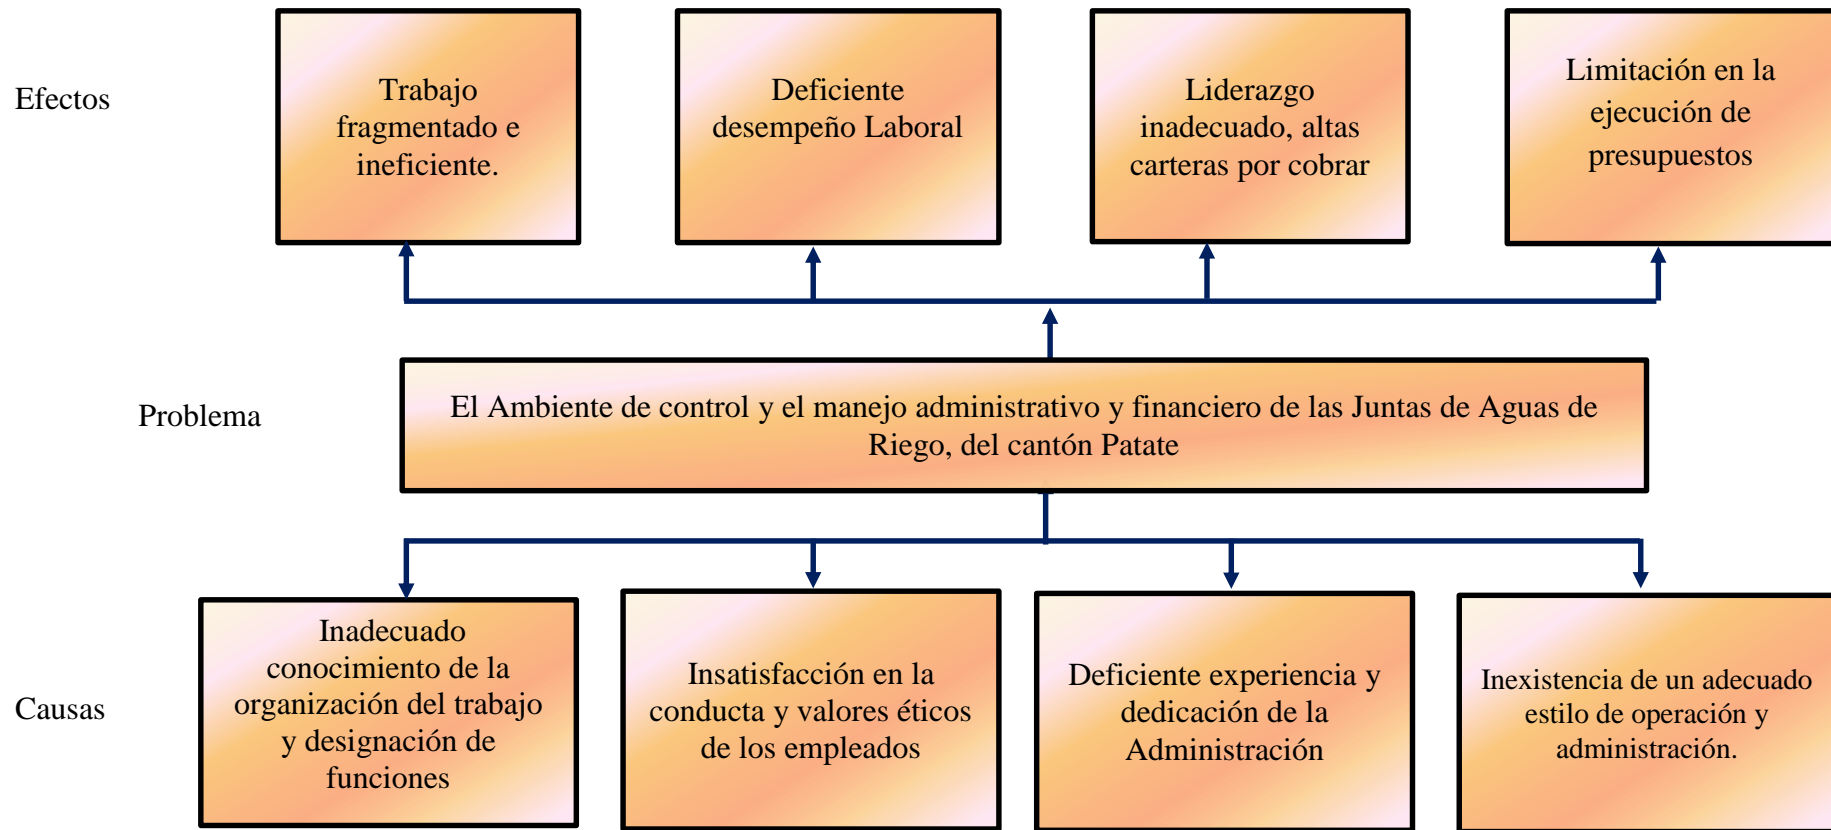 Efectos
Trabajo
fragmentado e
ineficiente.
Deficiente
desempeño Laboral
Liderazgo
inadecuado, altas
carteras por cobrar
Limitación en la
ejecución de
presupuestos
Problema
El Ambiente de control y el manejo administrativo y financiero de las Juntas de Aguas de
Riego, del cantón Patate
Causas
Inadecuado
conocimiento de la
organización del trabajo
y designación de
funciones
Insatisfacción en la
conducta y valores éticos
de los empleados
Deficiente experiencia y
dedicación de la
Administración
Inexistencia de un adecuado
estilo de operación y
administración.